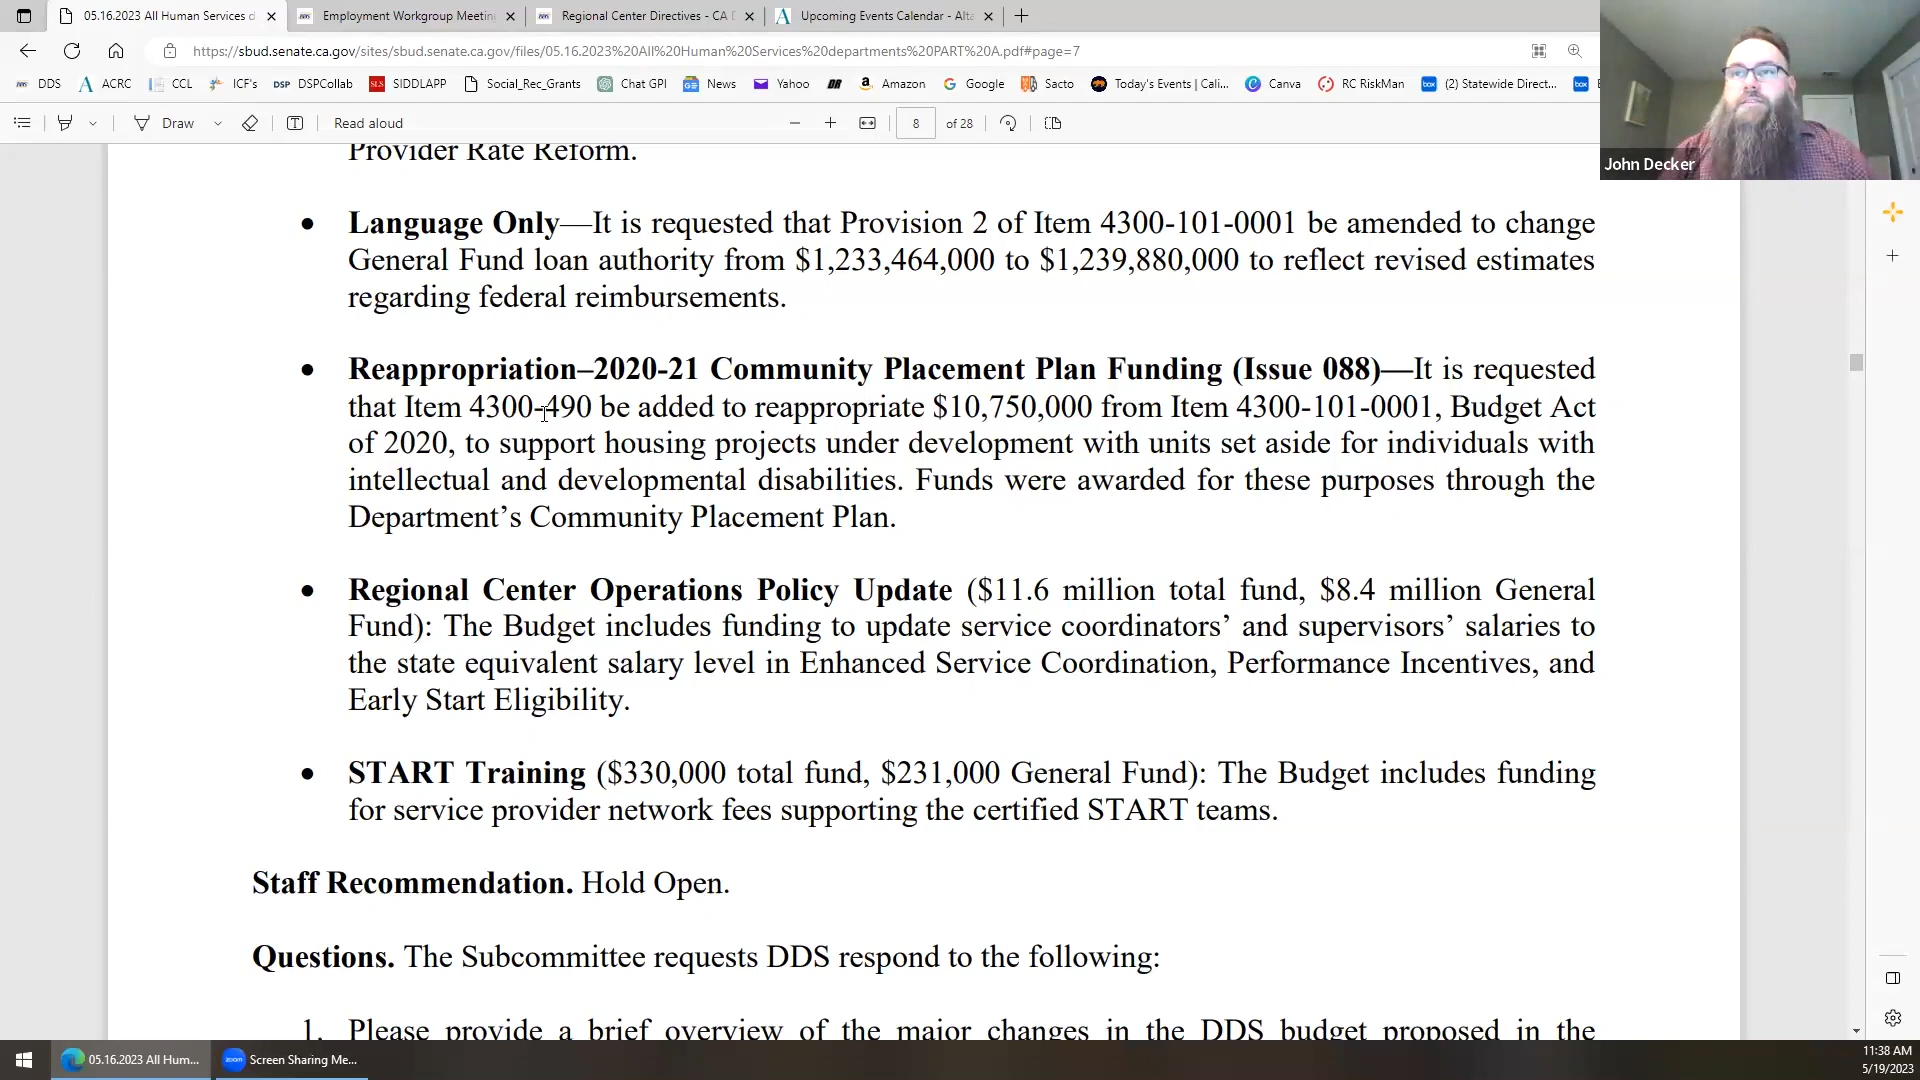 05.16.2023 All Human Services d
Employment Workgroup Meetin
Regional Center Directives - CA D
Upcoming Events Calendar - Alta
https://sbud.senate.ca.gov/sites/sbud.senate.ca.gov/files/05.16.2023%20All%20Human%20Services%20departments%20PART%20A.pdf#page=7
DDS
ACRC
CCL
ICF's
DSP DSPCollab
SLS SIDDLAPP
Social_Rec_Grants
Chat GPI
News
Yahoo
Amazon
Google
Sacto
Today's Events | Cali...
Canva
RC RiskMan
box (2) Statewide Direct...
box
Draw
Read aloud
8 of 28
John Decker
Provider Rate Reform.
• Language Only—It is requested that Provision 2 of Item 4300-101-0001 be amended to change
General Fund loan authority from $1,233,464,000 to $1,239,880,000 to reflect revised estimates
regarding federal reimbursements.
• Reappropriation–2020-21 Community Placement Plan Funding (Issue 088)—It is requested
that Item 4300-490 be added to reappropriate $10,750,000 from Item 4300-101-0001, Budget Act
of 2020, to support housing projects under development with units set aside for individuals with
intellectual and developmental disabilities. Funds were awarded for these purposes through the
Department’s Community Placement Plan.
• Regional Center Operations Policy Update ($11.6 million total fund, $8.4 million General
Fund): The Budget includes funding to update service coordinators’ and supervisors’ salaries to
the state equivalent salary level in Enhanced Service Coordination, Performance Incentives, and
Early Start Eligibility.
• START Training ($330,000 total fund, $231,000 General Fund): The Budget includes funding
for service provider network fees supporting the certified START teams.
Staff Recommendation. Hold Open.
Questions. The Subcommittee requests DDS respond to the following:
1. Please provide a brief overview of the major changes in the DDS budget proposed in the
05.16.2023 All Hum...
zoom Screen Sharing Me...
11:38 AM
5/19/2023